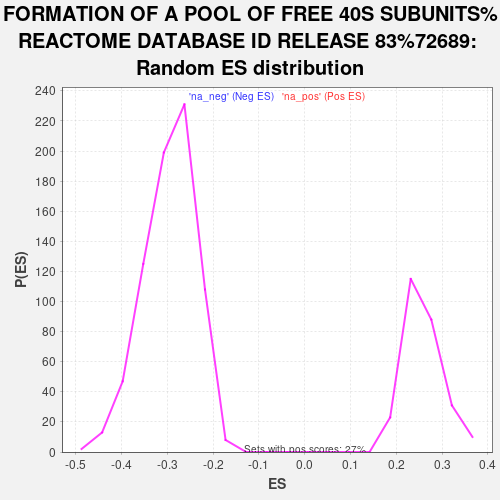 FORMATION OF A POOL OF FREE 40S SUBUNITS%
REACTOME DATABASE ID RELEASE 83%72689:
Random ES distribution
'na_neg' (Neg ES) 'na_pos' (Pos ES)
240
220
200
180
160
140
120
100
80
60
40
20
0
P(ES)
Sets with pos scores: 27%
-0.5 -0.4 -0.3 -0.2 -0.1 0.0 0.1 0.2 0.3 0.4
ES